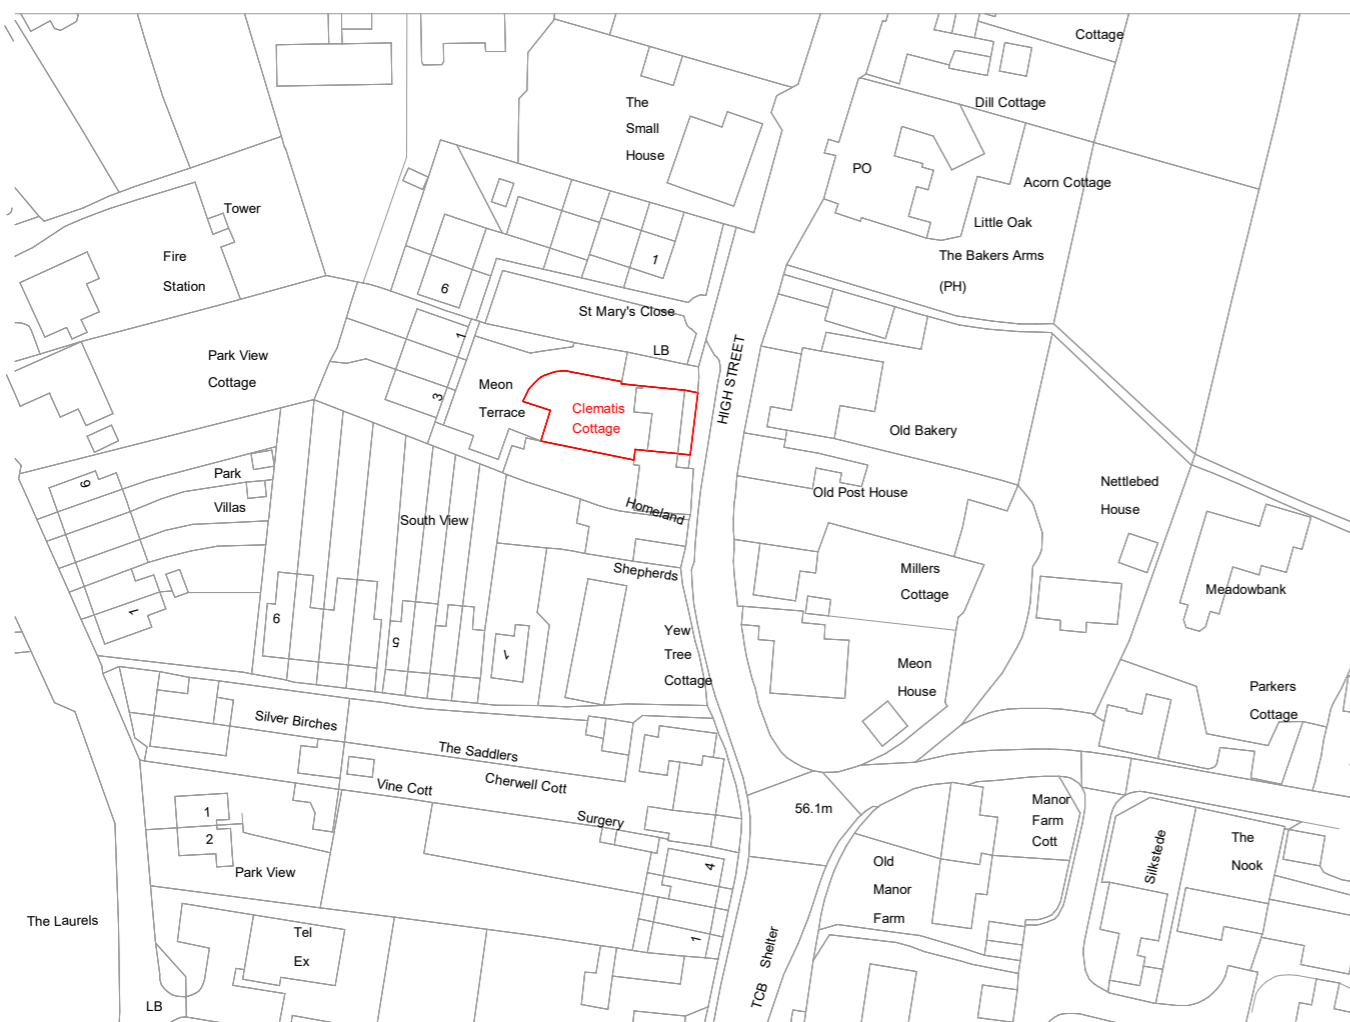 Cottage
Dill Cottage
The
Small
House
PO
Acorn Cottage
Little Oak
The Bakers Arms
(PH)
Tower
Fire
Station
1
6
St Mary's Close
LB
HIGH STREET
Park View
Cottage
1
3
Meon
Terrace
Clematis
Cottage
Old Bakery
Old Post House
Nettlebed
House
Park
Villas
6
1
South View
Homeland
Shepherds
Millers
Cottage
Meadowbank
9
5
1
Yew
Tree
Cottage
Meon
House
Parkers
Cottage
Silver Birches
The Saddlers
Cherwell Cott
Vine Cott
Surgery
56.1m
Manor
Farm
Cott
1
2
Park View
4
1
Old
Manor
Farm
Silkstede
The
Nook
The Laurels
Tel
Ex
TCB
Shelter
LB